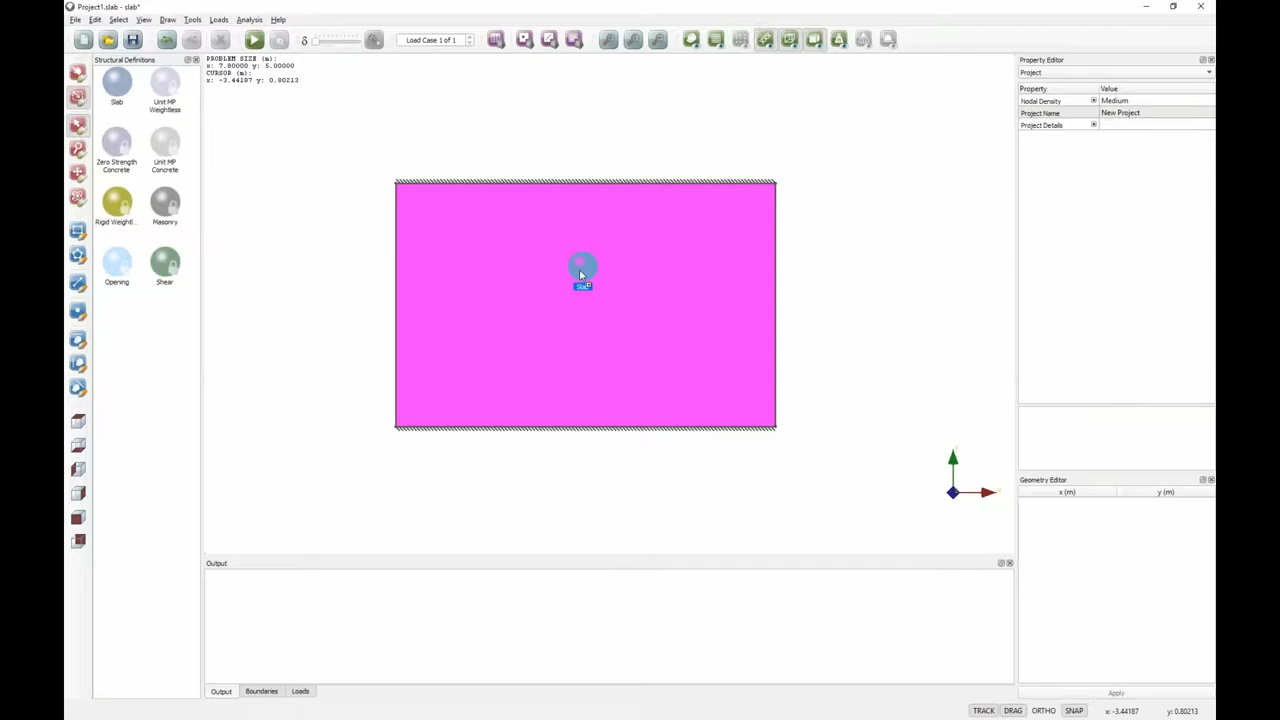 Project1.slab - slab*
File Edit Select View Draw Tools Loads Analysis Help
δ
Load Case 1 of 1
Structural Definitions
Slab
Unit MP
Weightless
Zero Strength
Concrete
Unit MP
Concrete
Rigid Weightl...
Masonry
Opening
Shear
PROBLEM SIZE (m):
x: 7.80000 y: 5.00000
CURSOR (m):
x: -3.44187 y: 0.80213
Slab
Property Editor
Project
Property Value
Nodal Density Medium
Project Name New Project
Project Details
Geometry Editor
x (m) y (m)
Apply
Output
Output Boundaries Loads
TRACK DRAG ORTHO SNAP x: -3.44187 y: 0.80213